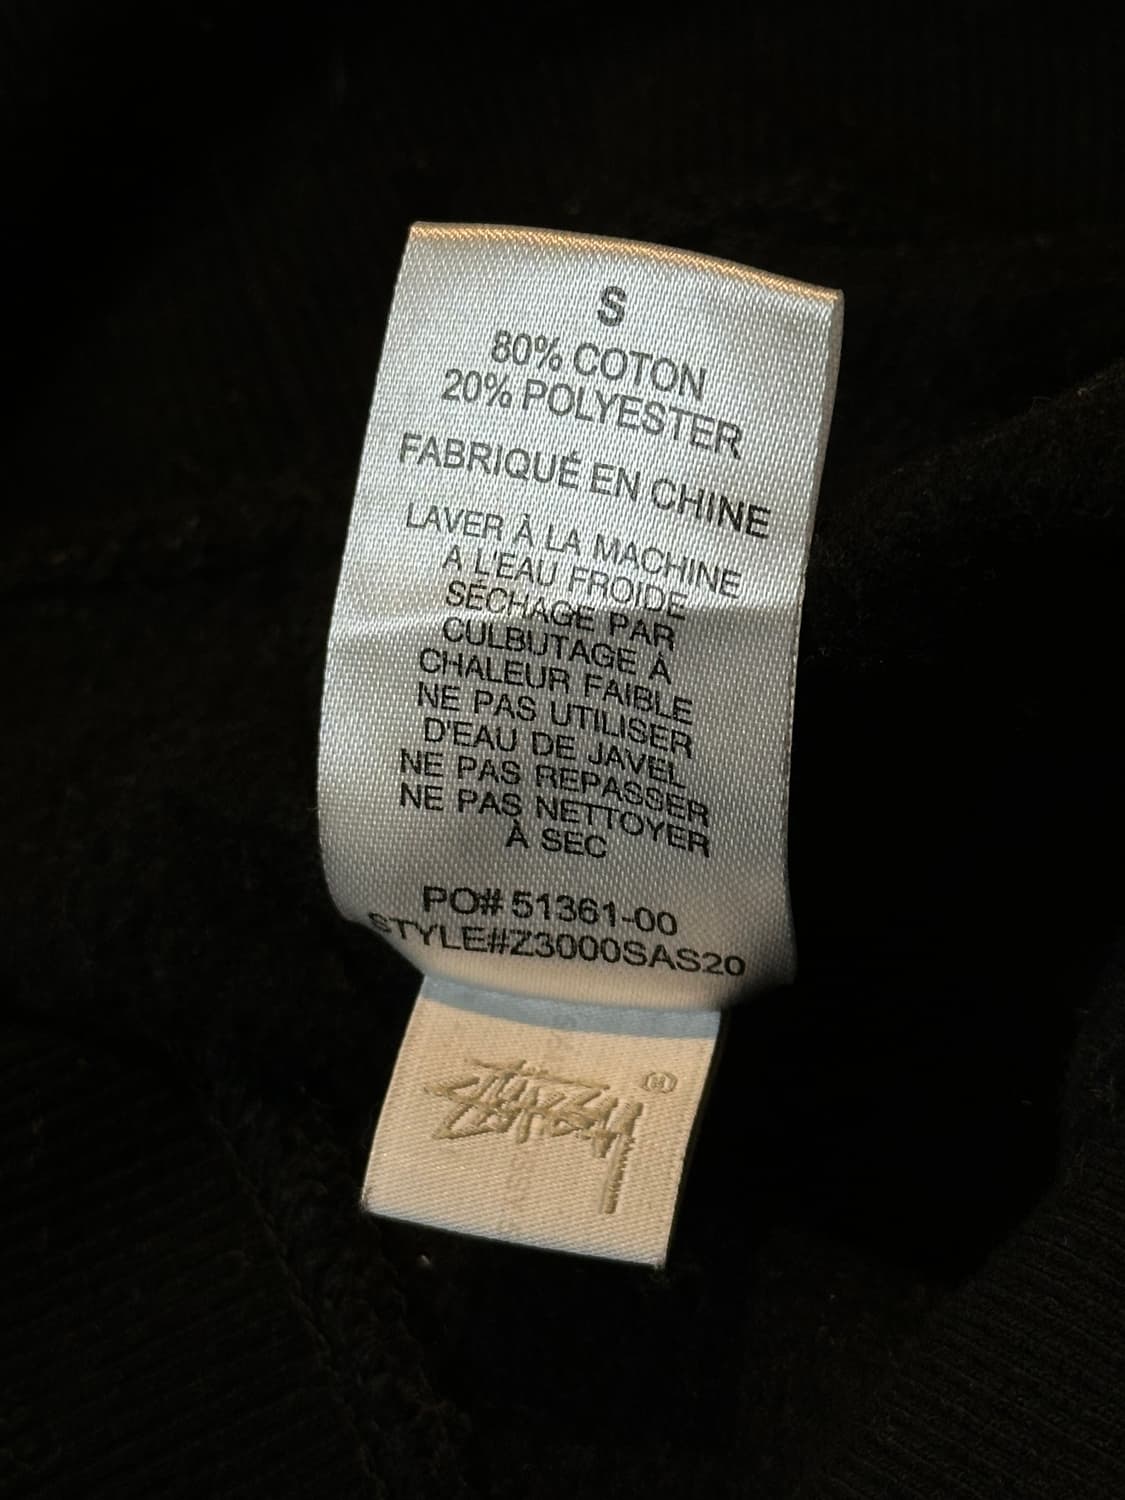 S
80% COTON
20% POLYESTER
FABRIQUÉ EN CHINE
LAVER À LA MACHINE
A L'EAU FROIDE
SÉCHAGE PAR
CULBUTAGE À
CHALEUR FAIBLE
NE PAS UTILISER
D'EAU DE JAVEL
NE PAS REPASSER
NE PAS NETTOYER
À SEC
PO# 51361-00
STYLE#Z3000SAS20
STÜSSY